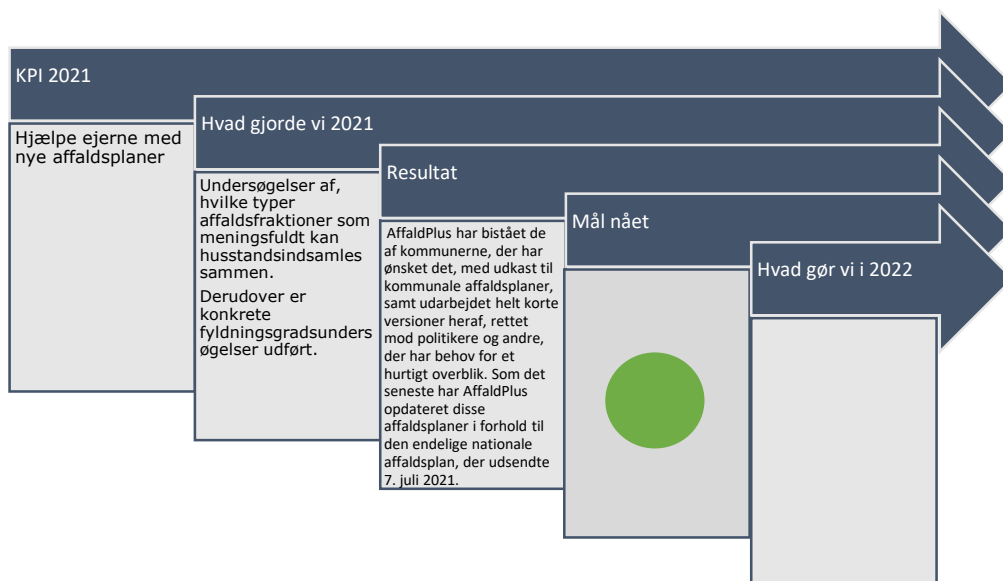 KPI 2021
Hjælpe ejerne med
nye affaldsplaner
Hvad gjorde vi 2021
Undersøgelser af,
hvilke typer
affaldsfraktioner som
meningsfuldt kan
husstandsindsamles
sammen.
Derudover er
konkrete
fyldningsgradsunders
øgelser udført.
Resultat
AffaldPlus har bistået de
af kommunerne, der har
ønsket det, med udkast til
kommunale affaldsplaner,
samt udarbejdet helt korte
versioner heraf, rettet
mod politikere og andre,
der har behov for et
hurtigt overblik. Som det
seneste har AffaldPlus
opdateret disse
affaldsplaner i forhold til
den endelige nationale
affaldsplan, der udsendte
7. juli 2021.
Mål nået
Hvad gør vi i 2022